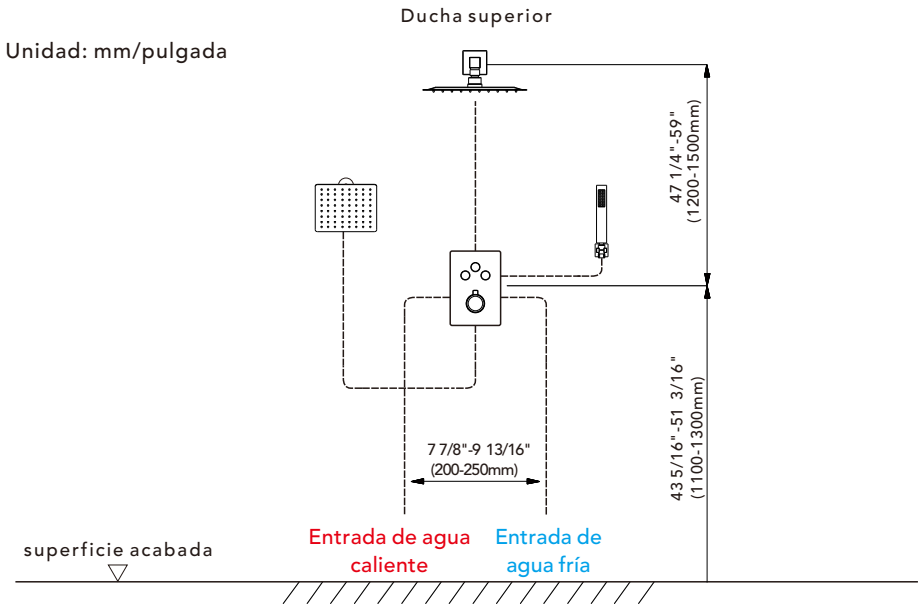 Ducha superior
Unidad: mm/pulgada
47 1/4"-59"
(1200-1500mm)
43 5/16"-51 3/16"
(1100-1300mm)
7 7/8"-9 13/16"
(200-250mm)
Entrada de agua
caliente
Entrada de
agua fría
superficie acabada